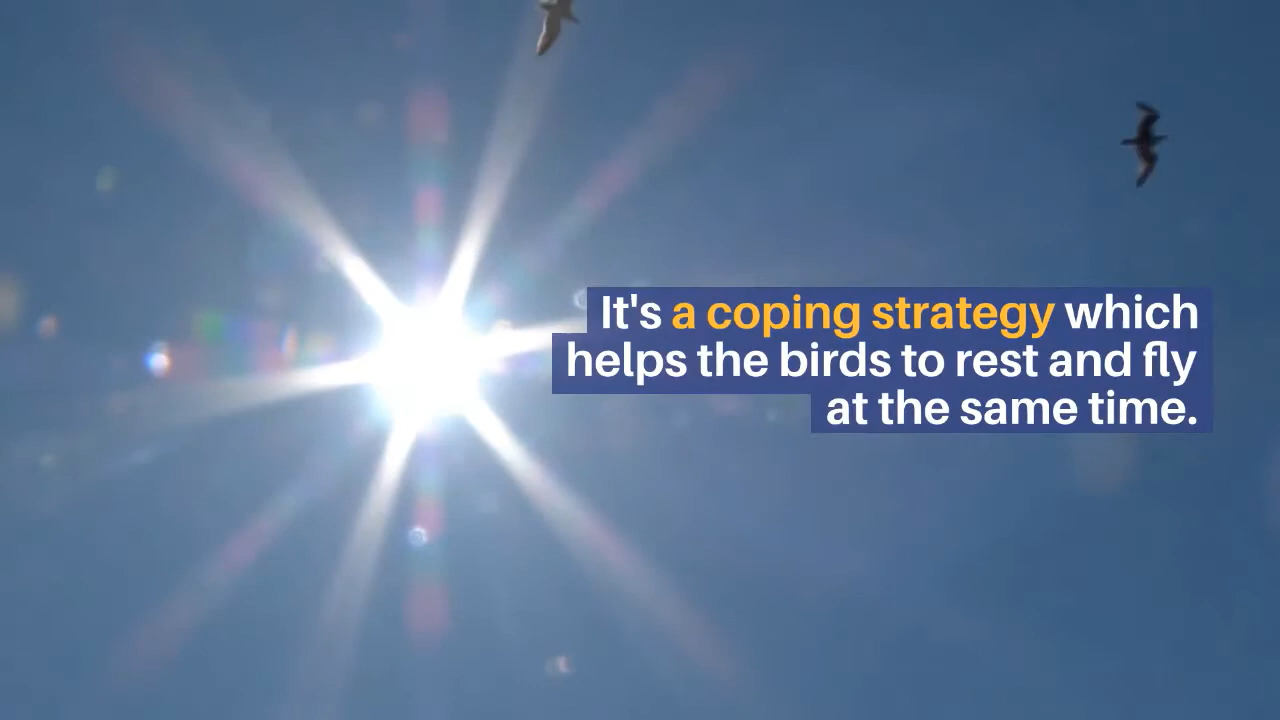 It's a coping strategy which
helps the birds to rest and fly
at the same time.